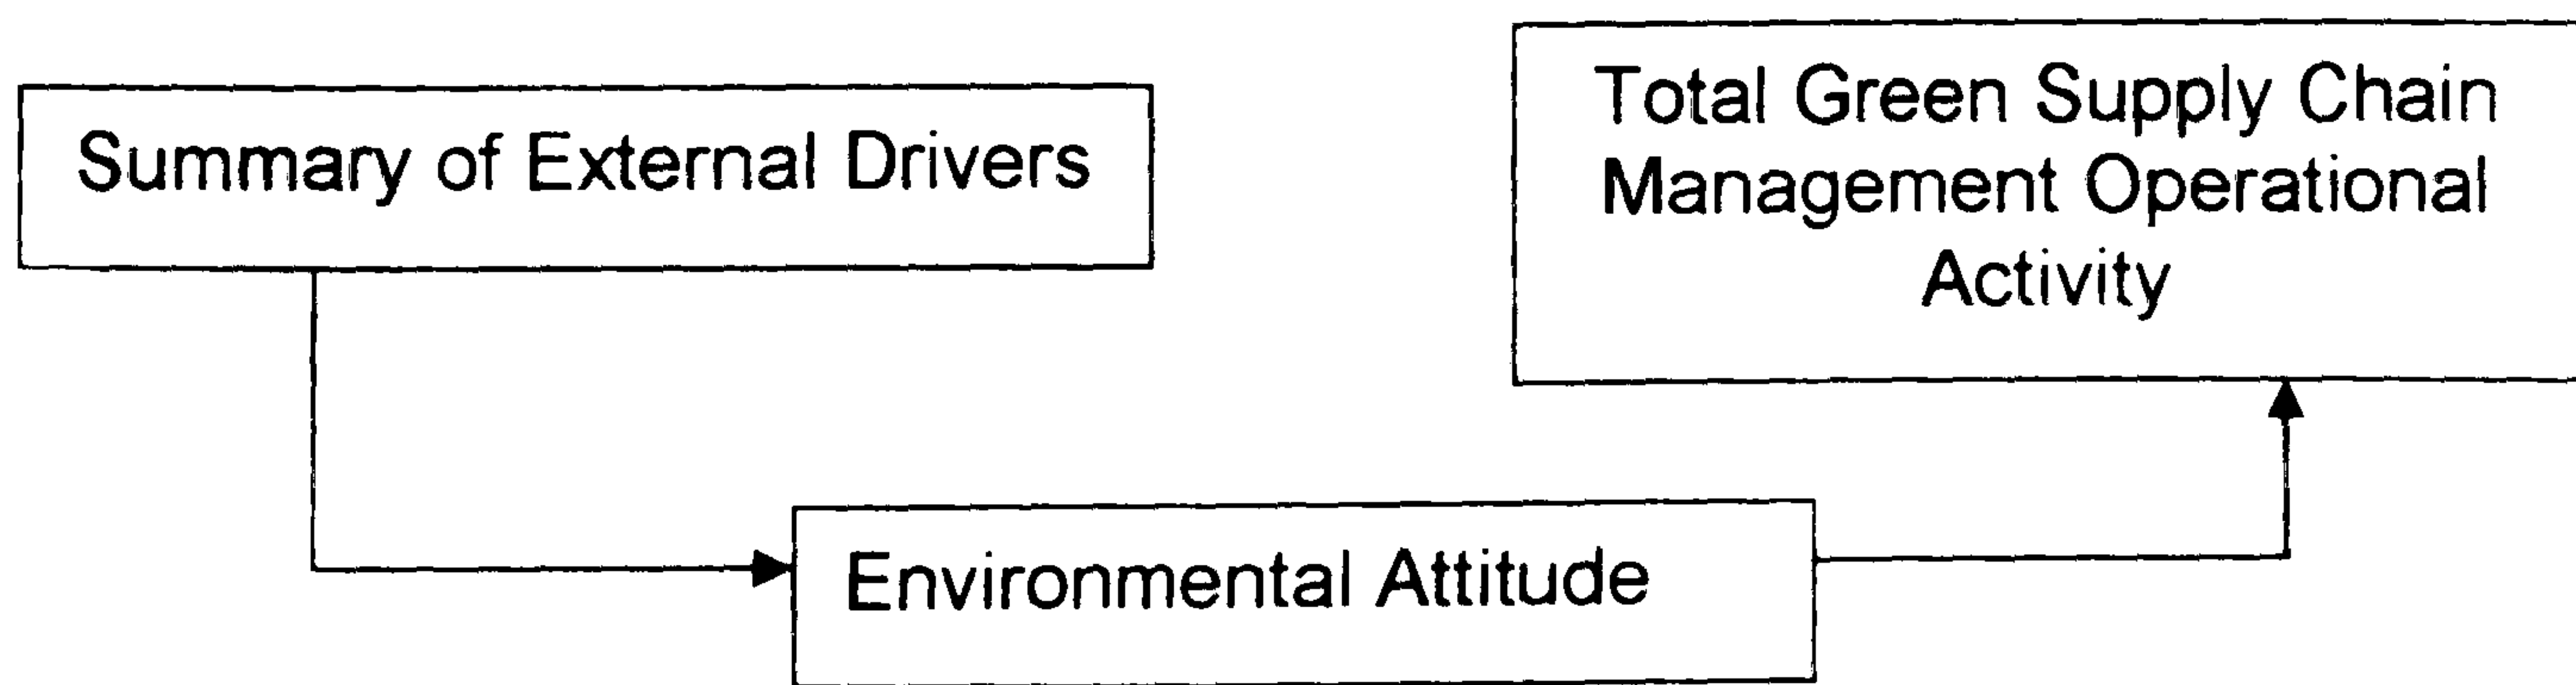 Summary of External Drivers
Total Green Supply Chain
Management Operational
Activity
Environmental Attitude